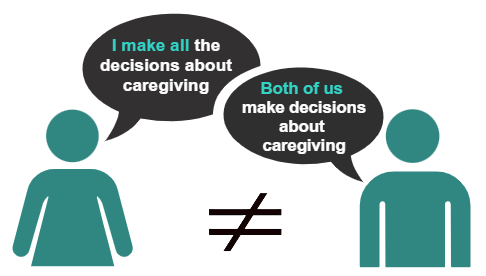 I make all the
decisions about
caregiving
Both of us
make decisions
about
caregiving
≠